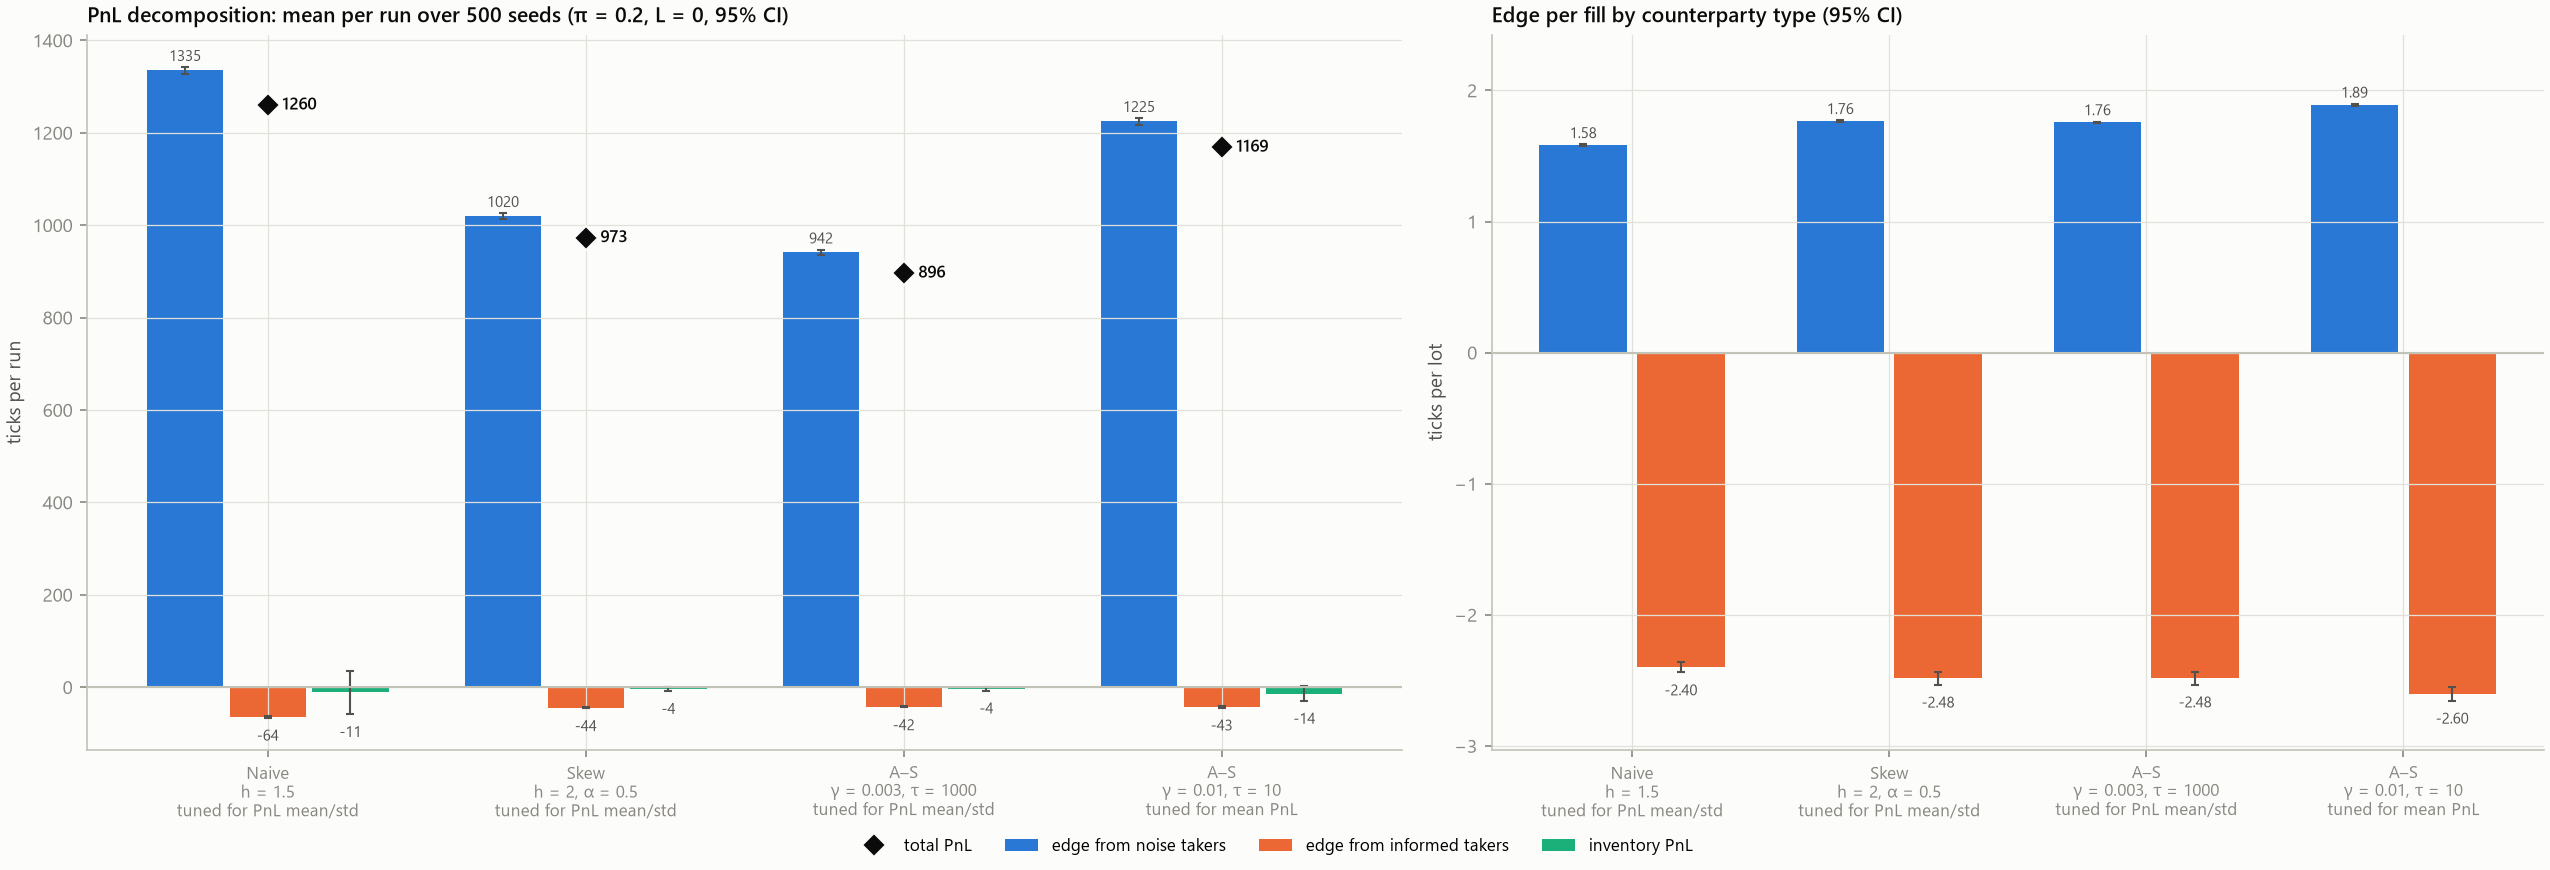 PnL decomposition: mean per run over 500 seeds (π = 0.2, L = 0, 95% CI)
1400
1200
1000
800
600
400
200
0
ticks per run
1335
1260
-64
-11
1020
973
-44
-4
942
896
-42
-4
1225
1169
-43
-14
Naive
h = 1.5
tuned for PnL mean/std
Skew
h = 2, α = 0.5
tuned for PnL mean/std
A–S
γ = 0.003, τ = 1000
tuned for PnL mean/std
A–S
γ = 0.01, τ = 10
tuned for mean PnL
Edge per fill by counterparty type (95% CI)
2
1
0
−1
−2
−3
ticks per lot
1.58
-2.40
1.76
-2.48
1.76
-2.48
1.89
-2.60
Naive
h = 1.5
tuned for PnL mean/std
Skew
h = 2, α = 0.5
tuned for PnL mean/std
A–S
γ = 0.003, τ = 1000
tuned for PnL mean/std
A–S
γ = 0.01, τ = 10
tuned for mean PnL
total PnL
edge from noise takers
edge from informed takers
inventory PnL